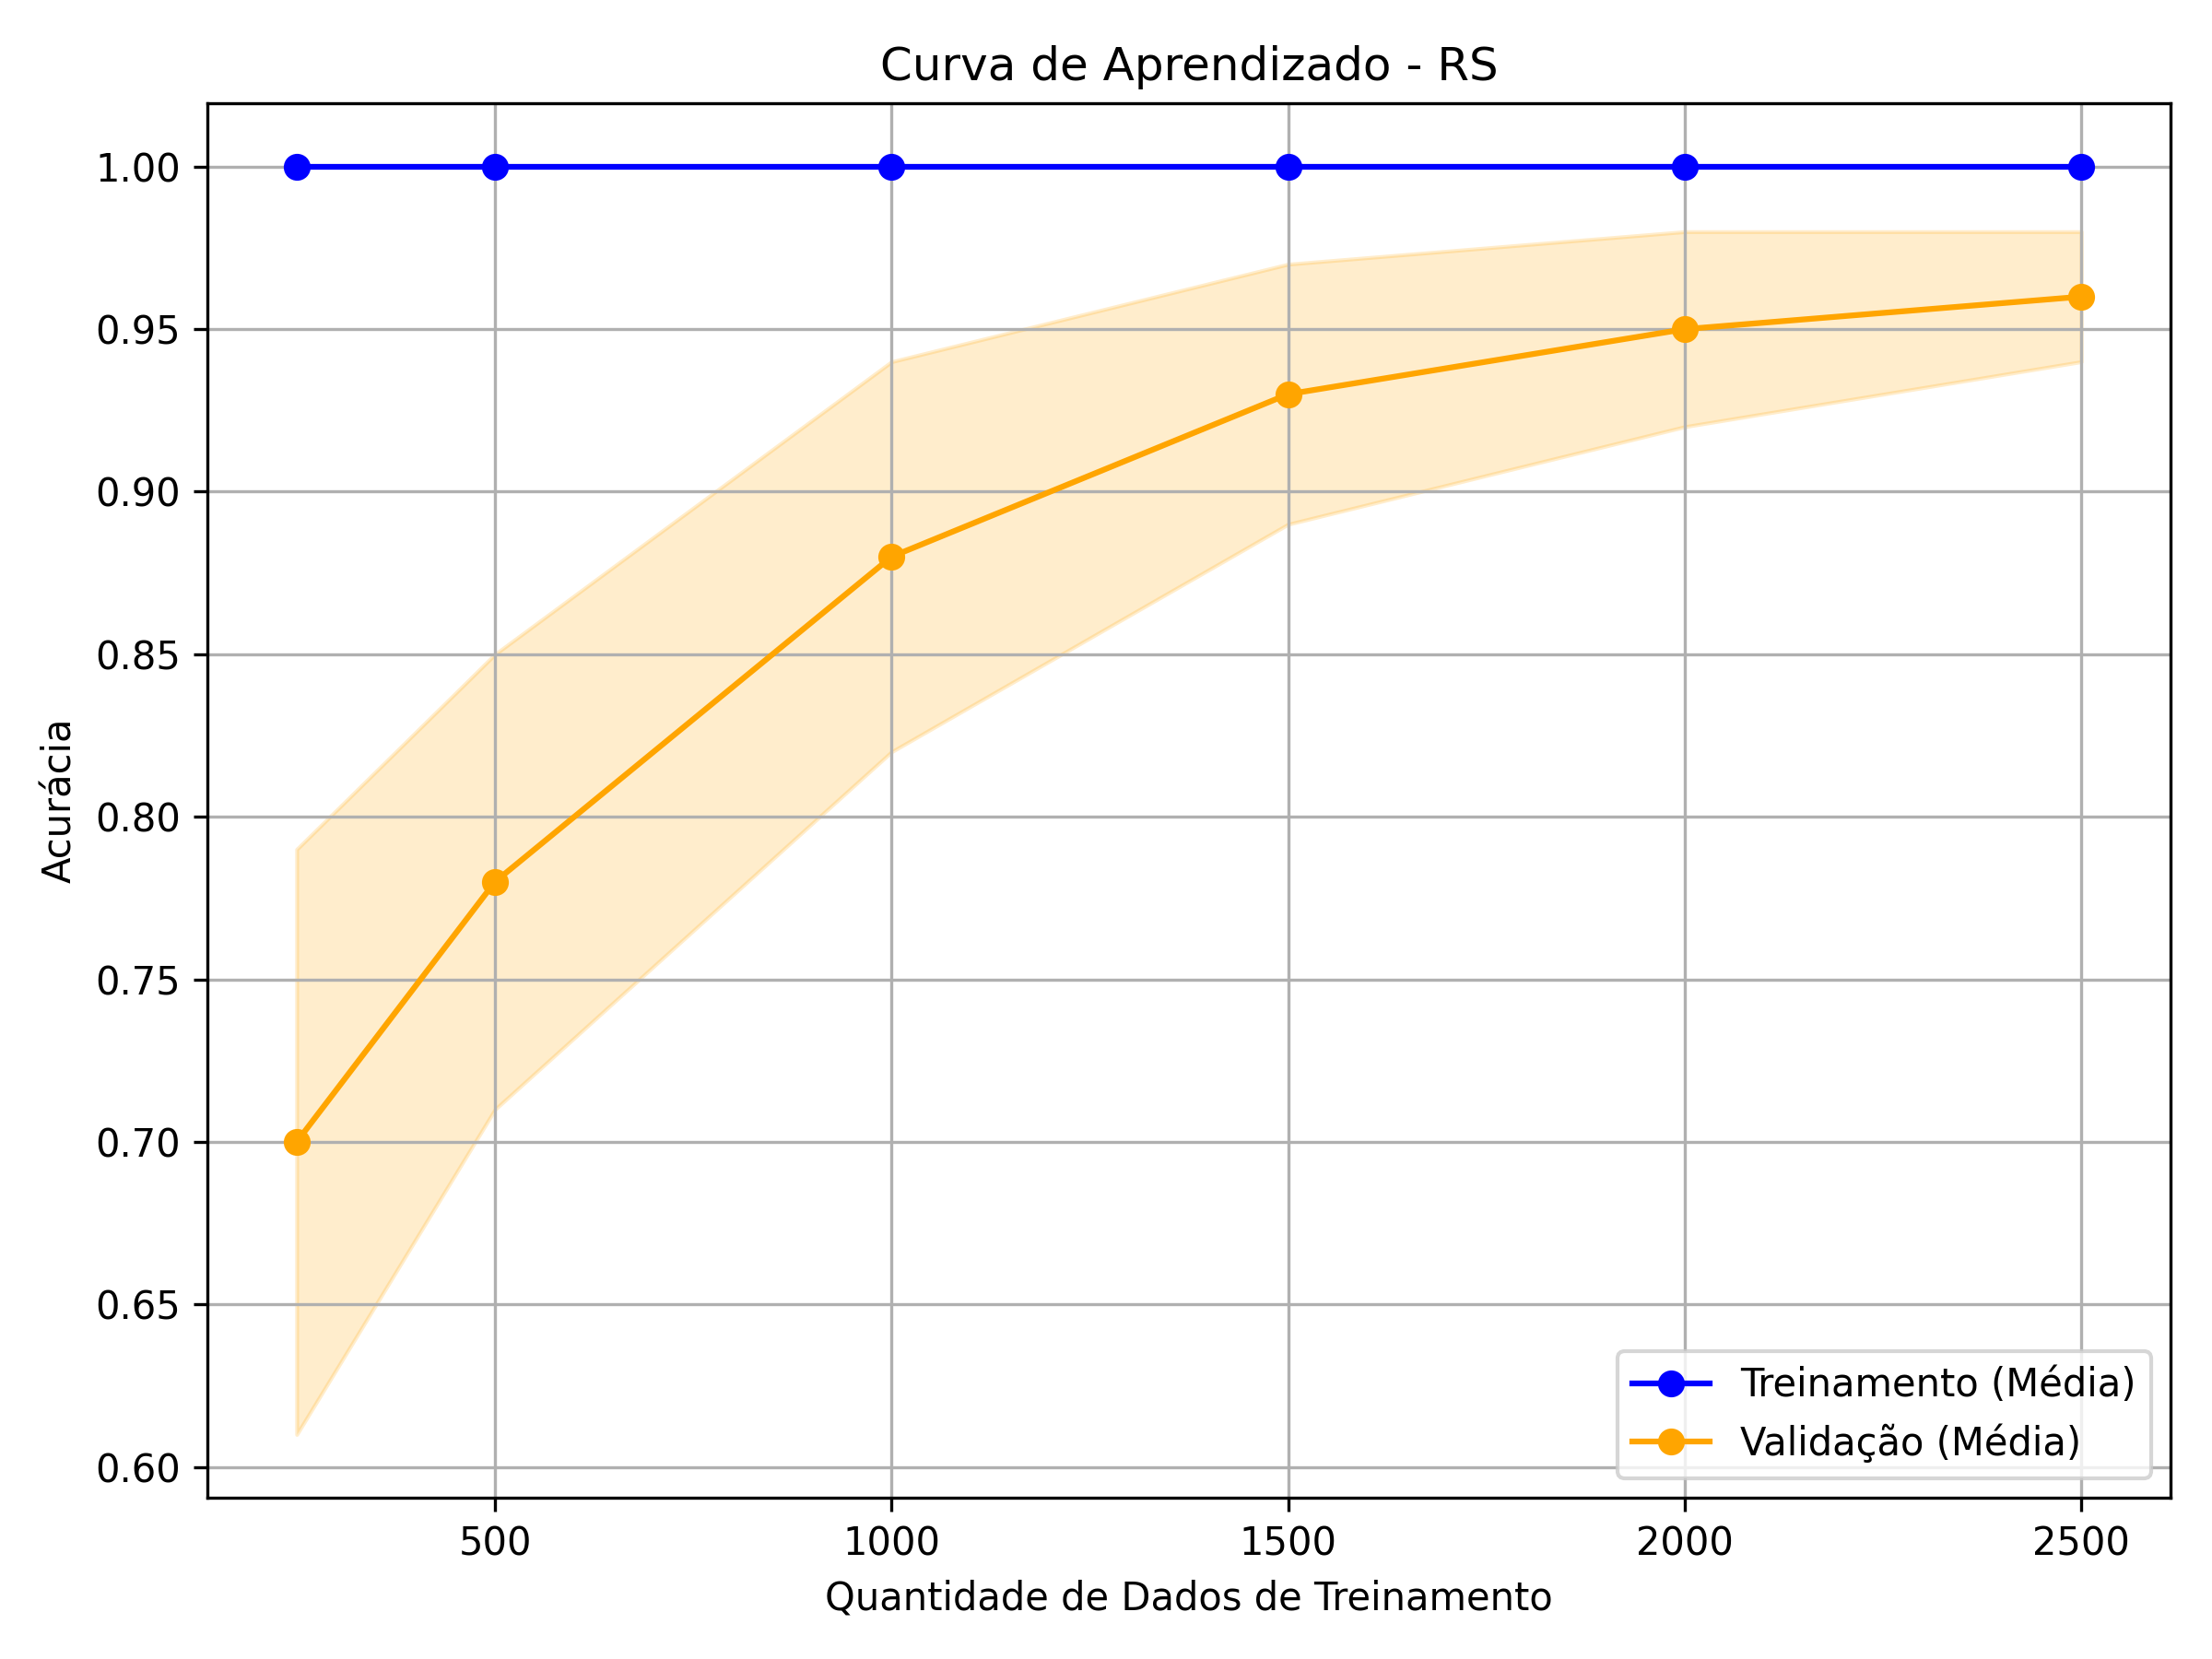 Curva de Aprendizado - RS
1.00
0.95
0.90
0.85
0.80
0.75
0.70
0.65
0.60
Acurácia
500 1000 1500 2000 2500
Quantidade de Dados de Treinamento
Treinamento (Média)
Validação (Média)